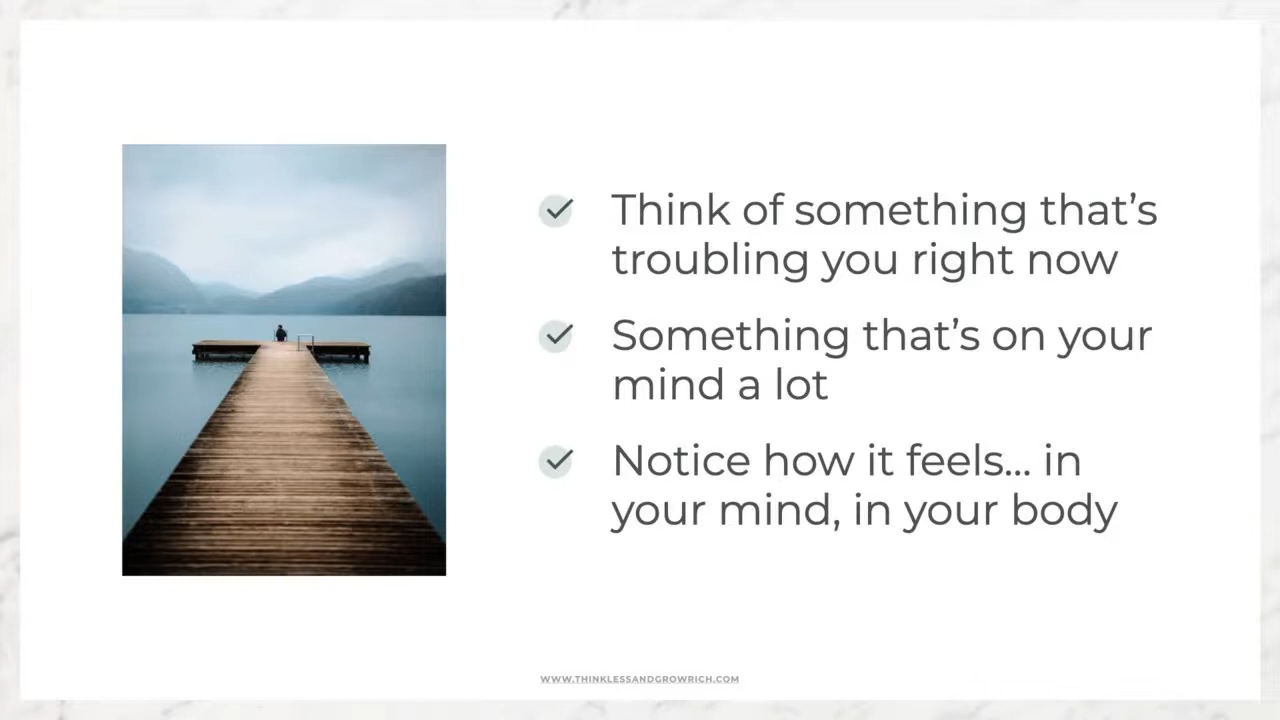 Think of something that’s
troubling you right now
Something that’s on your
mind a lot
Notice how it feels... in
your mind, in your body
WWW.THINKLESSANDGROWRICH.COM